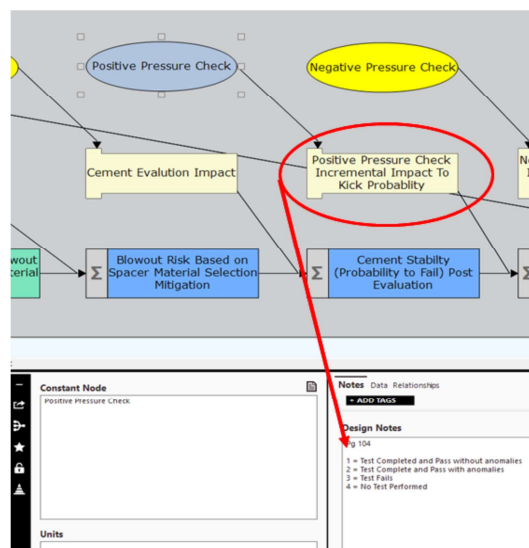 Positive Pressure Check
Negative Pressure Check
Cement Evalution Impact
Positive Pressure Check
Incremental Impact To
Kick Probablity
Blowout Risk Based on
Spacer Material Selection
Mitigation
Cement Stabilty
(Probability to Fail) Post
Evaluation
Σ
Σ
Σ
Constant Node
Positive Pressure Check
Units
Notes Data Relationships
+ ADD TAGS
Design Notes
Pg 104
1 = Test Completed and Pass without anomalies
2 = Test Complete and Pass with anomalies
3 = Test Fails
4 = No Test Performed